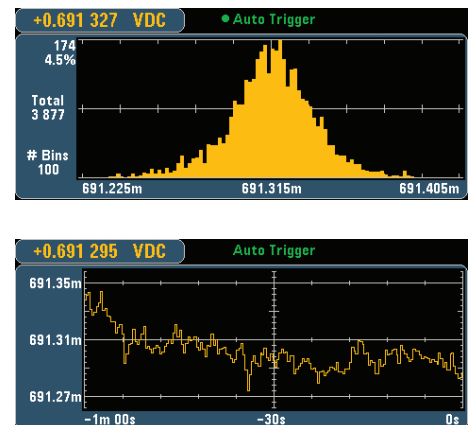 +0.691 327 VDC
Auto Trigger
174
4.5%
Total
3 877
# Bins
100
691.225m 691.315m 691.405m
+0.691 295 VDC
Auto Trigger
691.35m
691.31m
691.27m
-1m 00s -30s 0s